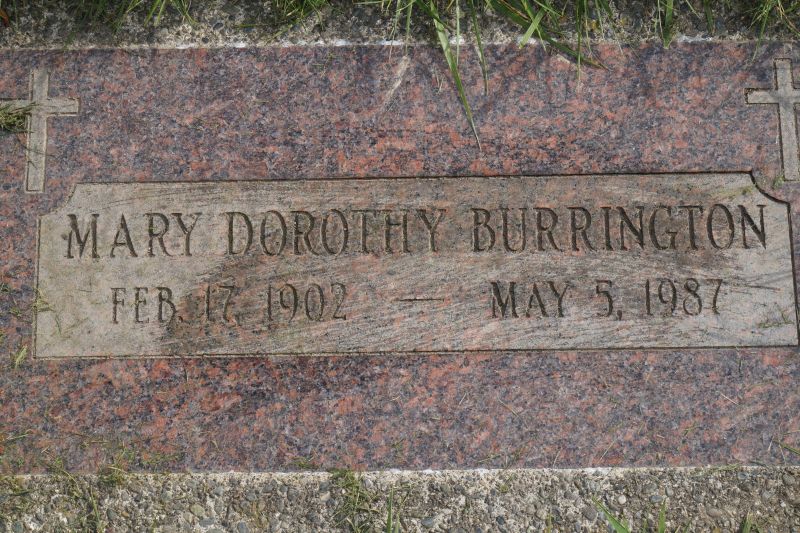 MARY DOROTHY BURRINGTON
FEB. 17, 1902 — MAY 5, 1987